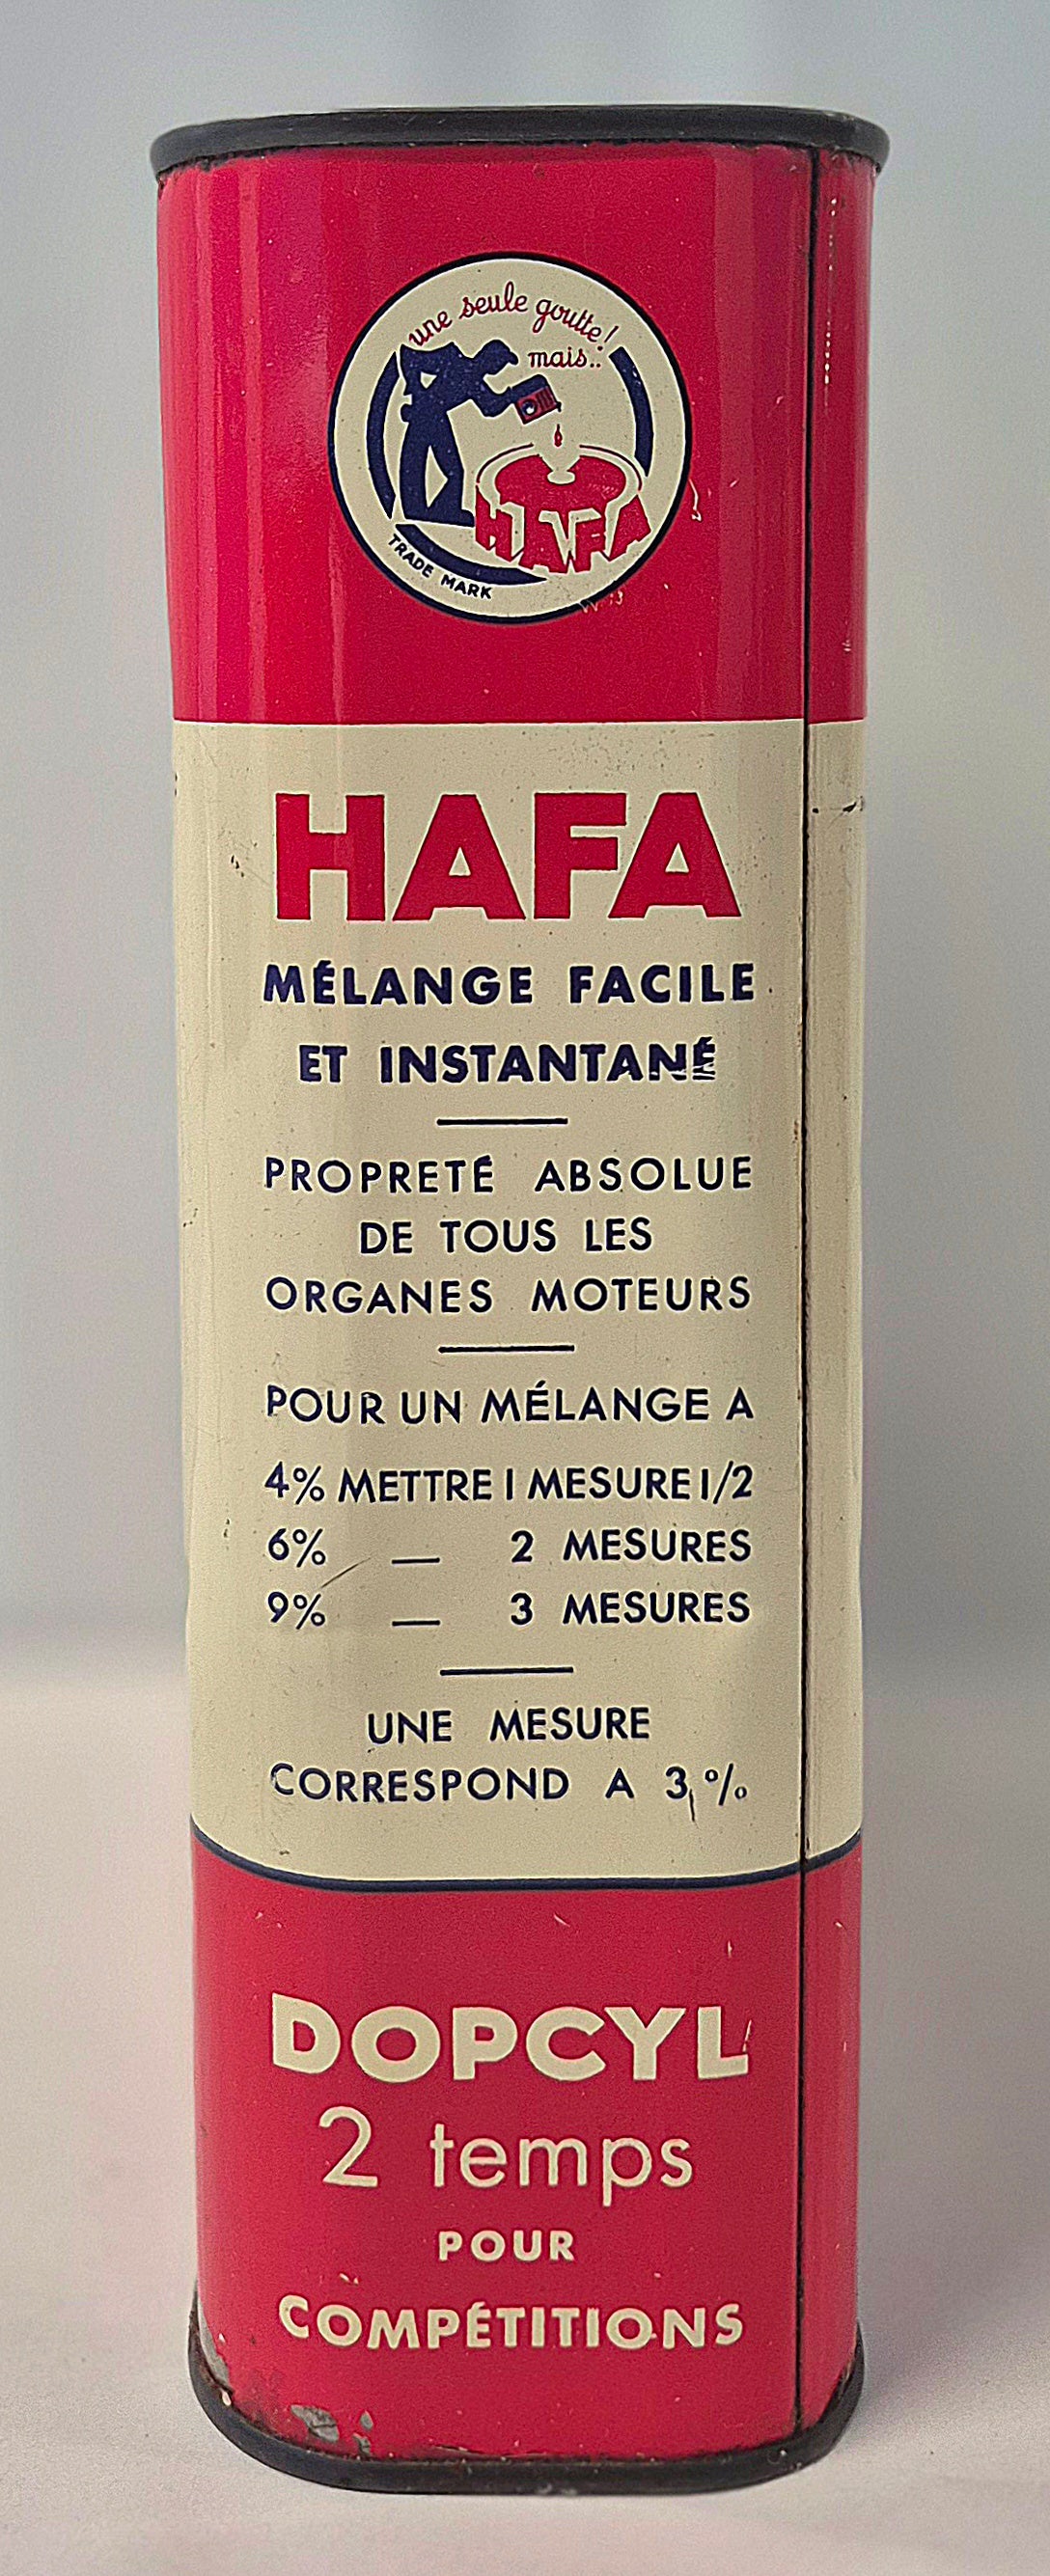 une seule goutte!
mais..
HAFA
TRADE MARK
HAFA
MÉLANGE FACILE
ET INSTANTANÉ
PROPRETÉ ABSOLUE
DE TOUS LES
ORGANES MOTEURS
POUR UN MÉLANGE A
4% METTRE 1 MESURE 1/2
6% — 2 MESURES
9% — 3 MESURES
UNE MESURE
CORRESPOND A 3%
DOPCYL
2 temps
POUR
COMPÉTITIONS